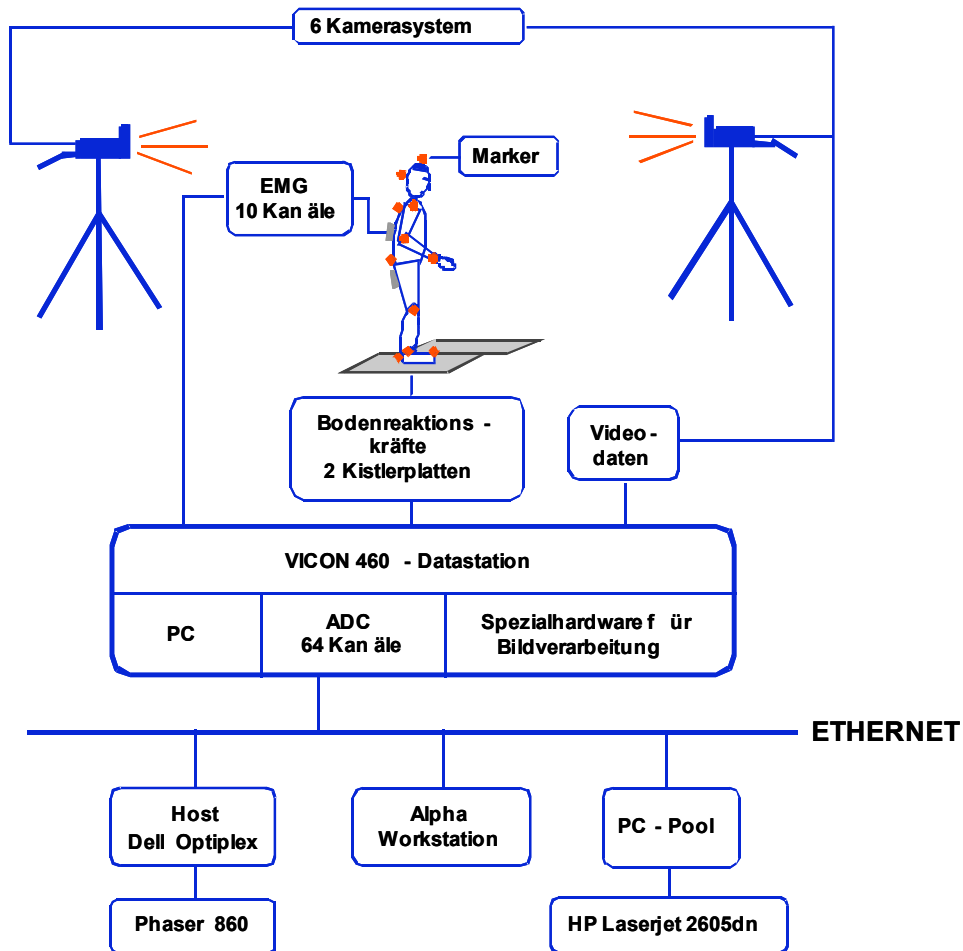 6 Kamerasystem
Marker
EMG
10 Kan äle
Bodenreaktions -
kräfte
2 Kistlerplatten
Video -
daten
VICON 460 - Datastation
PC
ADC
64 Kan äle
Spezialhardware f ür
Bildverarbeitung
ETHERNET
Host
Dell Optiplex
Alpha
Workstation
PC - Pool
Phaser 860
HP Laserjet 2605dn